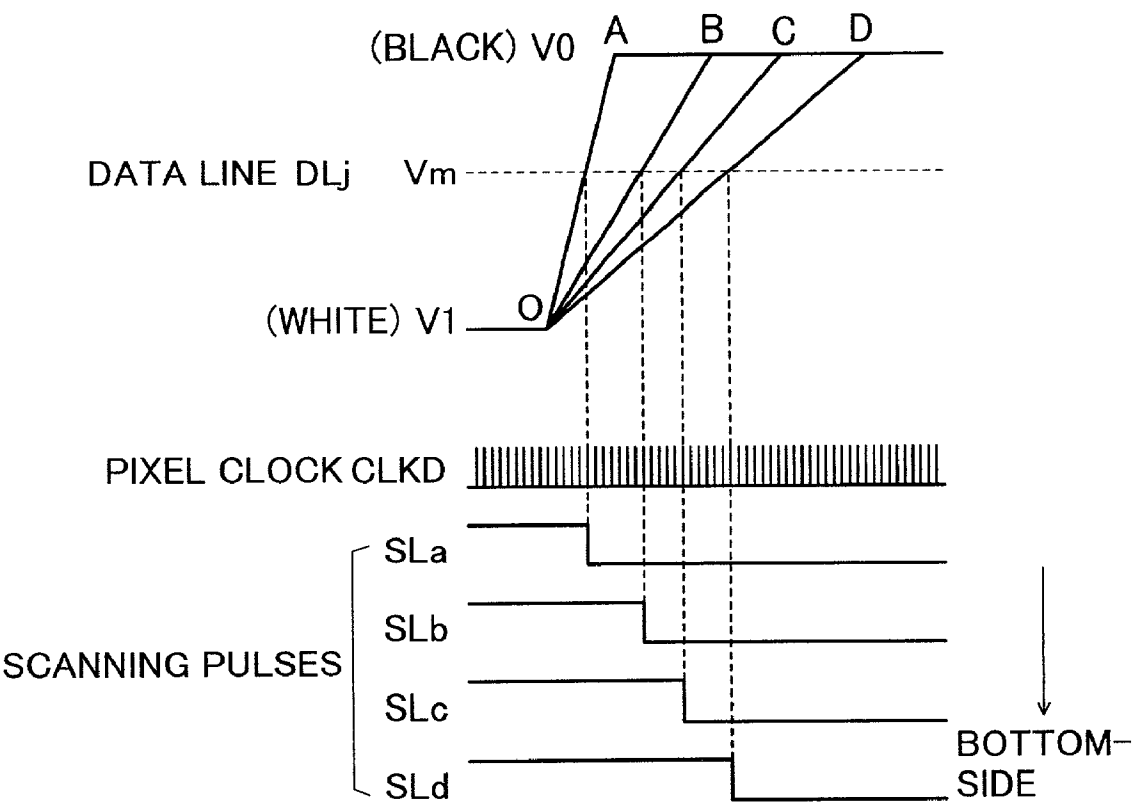 A B C D
(BLACK) V0
DATA LINE DLj Vm
O
(WHITE) V1
PIXEL CLOCK CLKD
SLa
SLb
SCANNING PULSES
SLc
BOTTOM-
SIDE
SLd